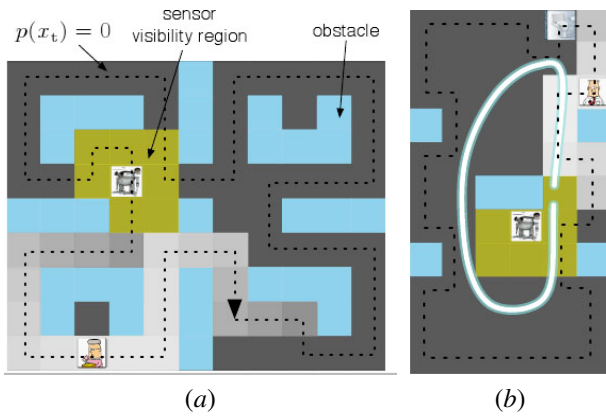 p(x_t) = 0
sensor
visibility region
obstacle
(a)
(b)